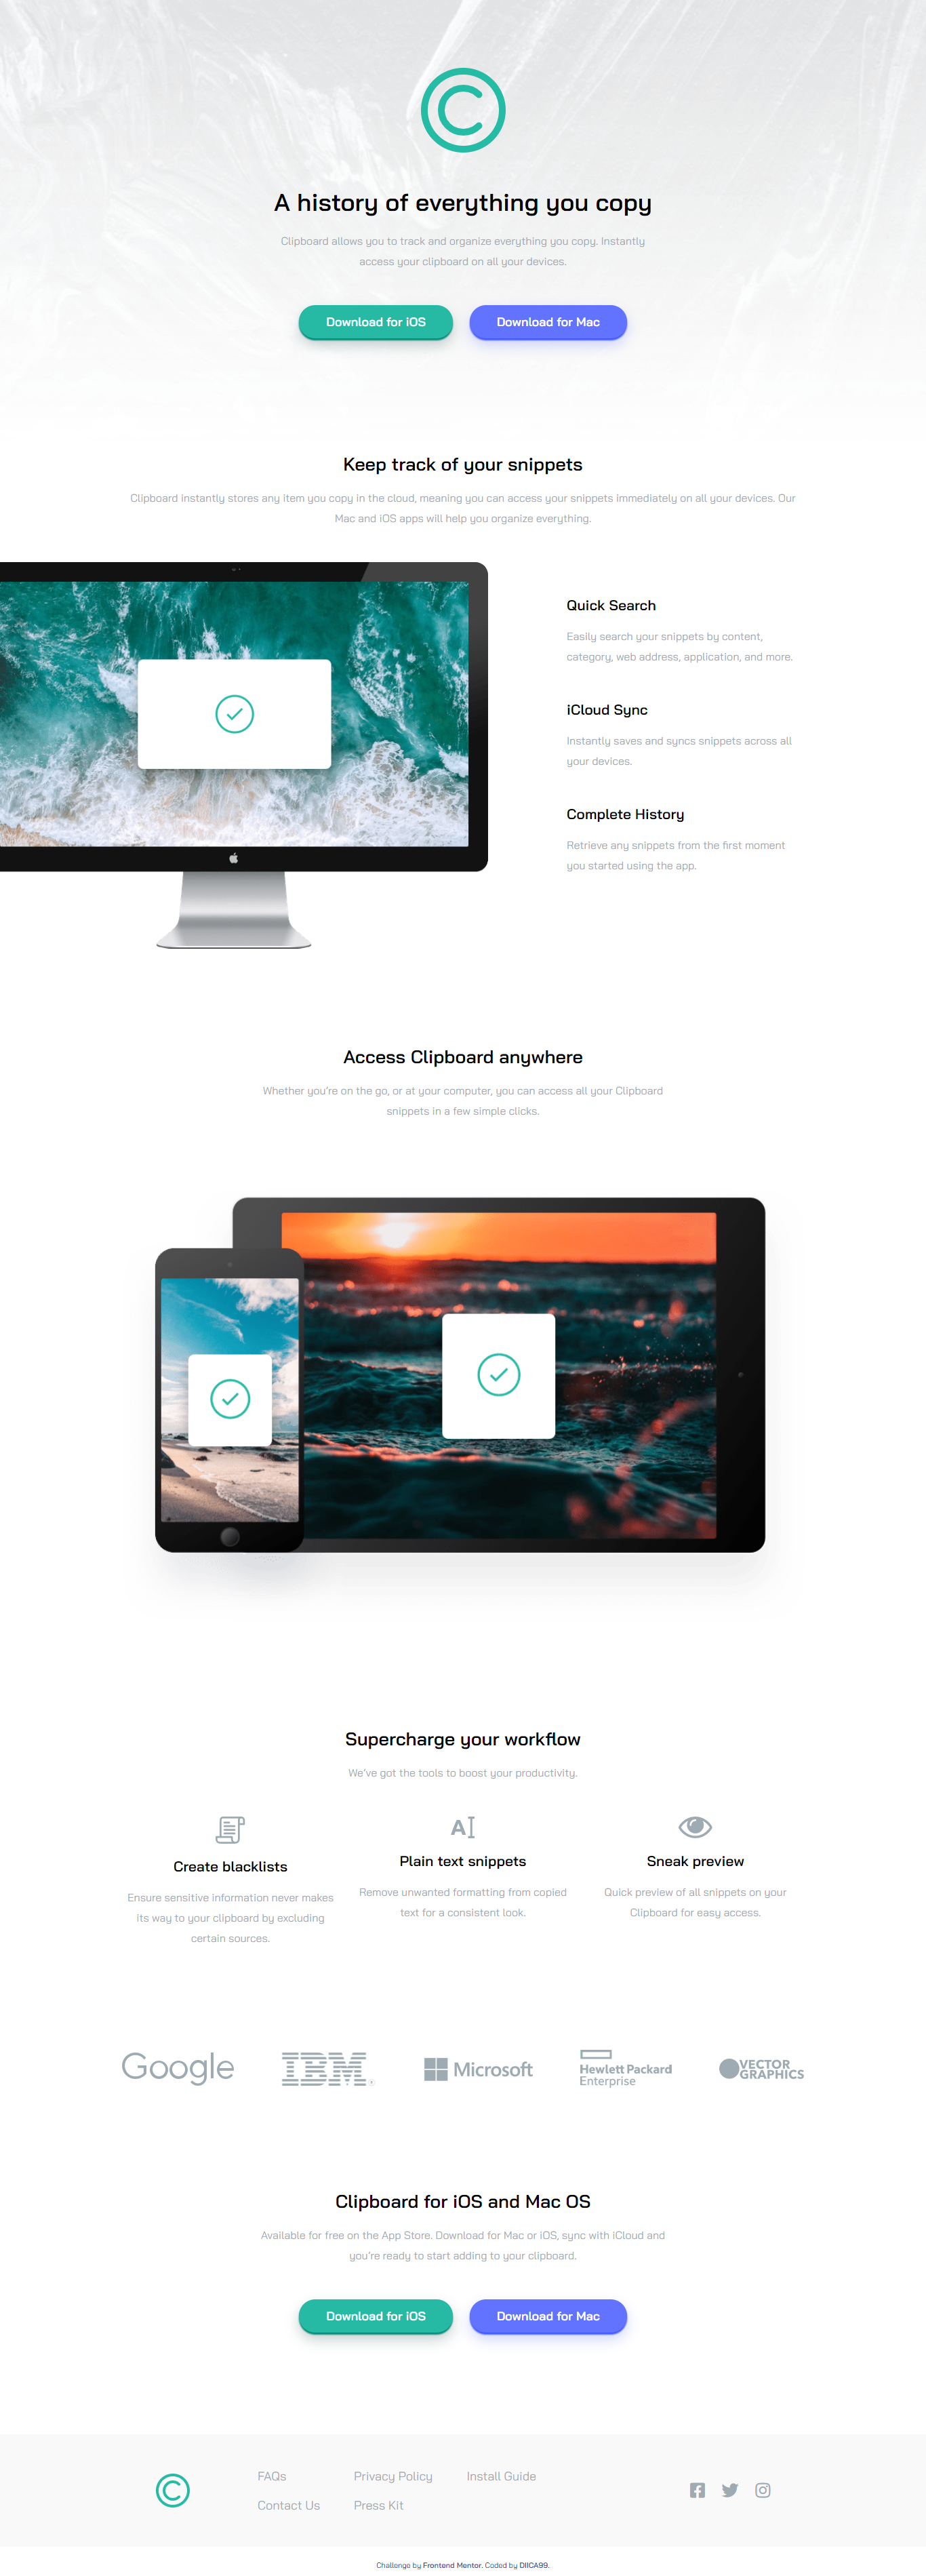 A history of everything you copy
Clipboard allows you to track and organize everything you copy. Instantly
access your clipboard on all your devices.
Download for iOS
Download for Mac
Keep track of your snippets
Clipboard instantly stores any item you copy in the cloud, meaning you can access your snippets immediately on all your devices. Our
Mac and iOS apps will help you organize everything.
Quick Search
Easily search your snippets by content,
category, web address, application, and more.
iCloud Sync
Instantly saves and syncs snippets across all
your devices.
Complete History
Retrieve any snippets from the first moment
you started using the app.
Access Clipboard anywhere
Whether you’re on the go, or at your computer, you can access all your Clipboard
snippets in a few simple clicks.
Supercharge your workflow
We’ve got the tools to boost your productivity.
Create blacklists
Ensure sensitive information never makes
its way to your clipboard by excluding
certain sources.
Plain text snippets
Remove unwanted formatting from copied
text for a consistent look.
Sneak preview
Quick preview of all snippets on your
Clipboard for easy access.
Google
IBM
Microsoft
Hewlett Packard
Enterprise
VECTOR
GRAPHICS
Clipboard for iOS and Mac OS
Available for free on the App Store. Download for Mac or iOS, sync with iCloud and
you’re ready to start adding to your clipboard.
Download for iOS
Download for Mac
FAQs
Contact Us
Privacy Policy
Press Kit
Install Guide
Challenge by Frontend Mentor. Coded by DIICA99.